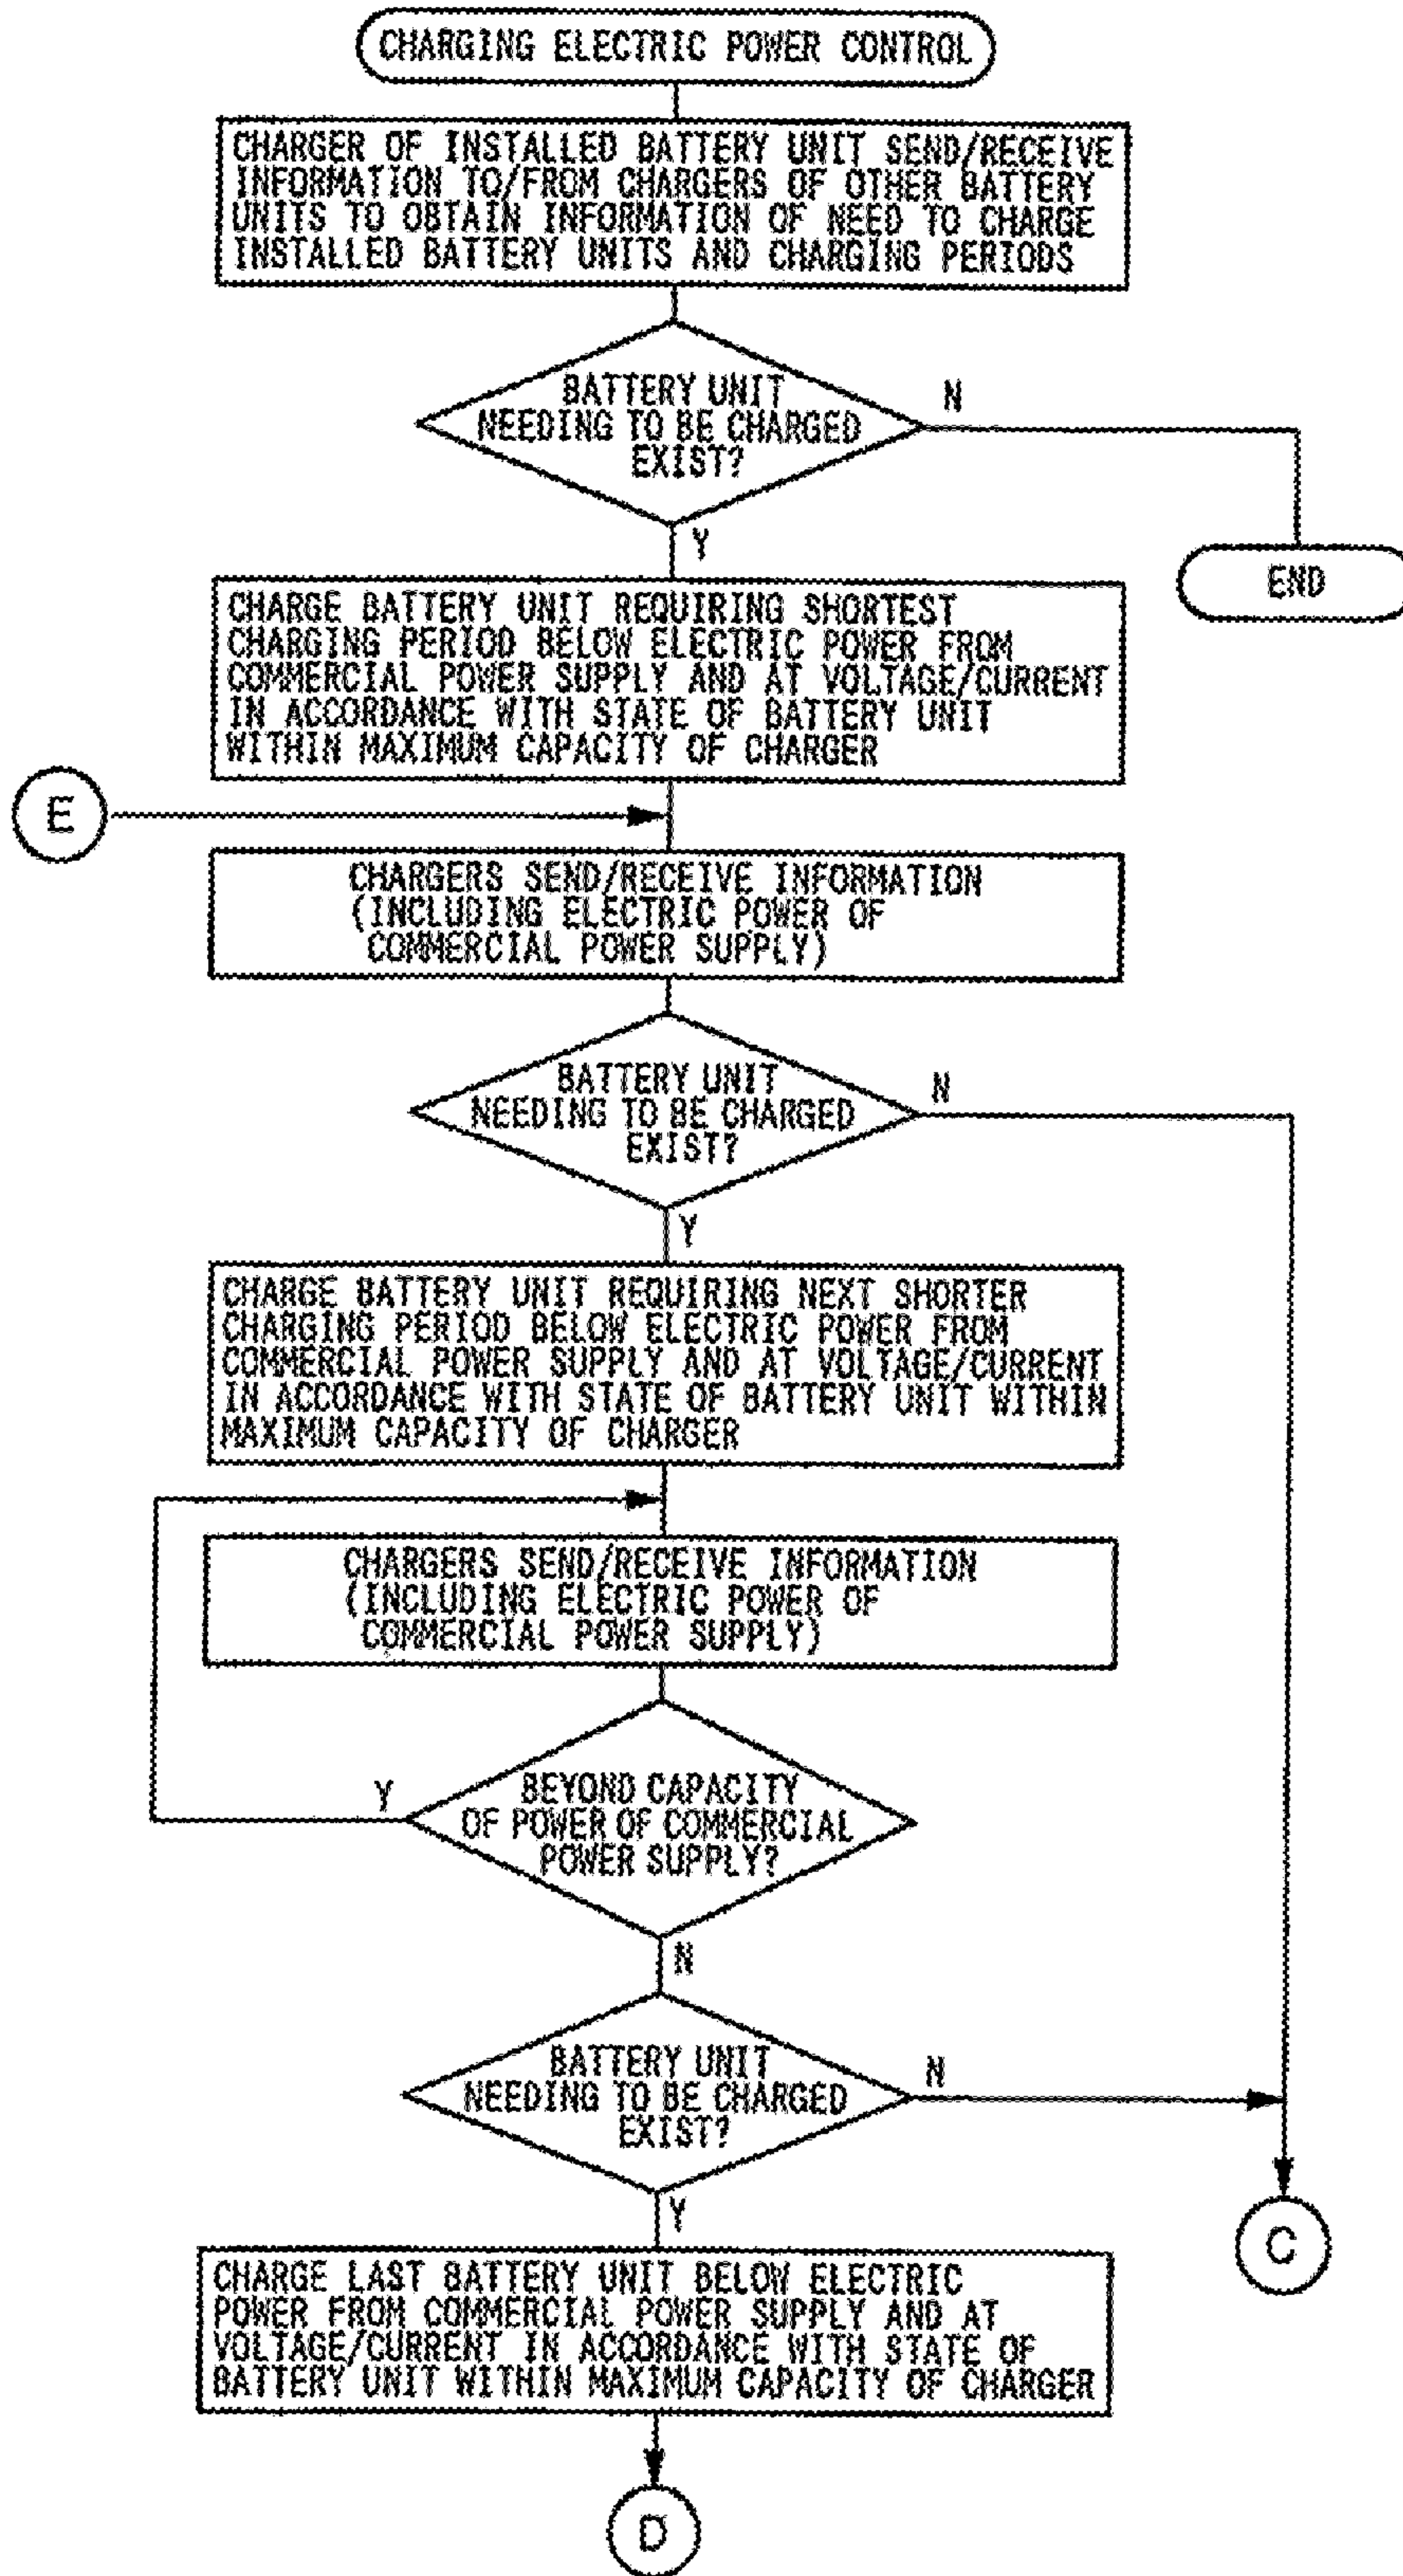 CHARGING ELECTRIC POWER CONTROL
CHARGER OF INSTALLED BATTERY UNIT SEND/RECEIVE
INFORMATION TO/FROM CHARGERS OF OTHER BATTERY
UNITS TO OBTAIN INFORMATION OF NEED TO CHARGE
INSTALLED BATTERY UNITS AND CHARGING PERIODS
BATTERY UNIT
NEEDING TO BE CHARGED
EXIST?
N
Y
END
CHARGE BATTERY UNIT REQUIRING SHORTEST
CHARGING PERIOD BELOW ELECTRIC POWER FROM
COMMERCIAL POWER SUPPLY AND AT VOLTAGE/CURRENT
IN ACCORDANCE WITH STATE OF BATTERY UNIT
WITHIN MAXIMUM CAPACITY OF CHARGER
E
CHARGERS SEND/RECEIVE INFORMATION
(INCLUDING ELECTRIC POWER OF
COMMERCIAL POWER SUPPLY)
BATTERY UNIT
NEEDING TO BE CHARGED
EXIST?
N
Y
CHARGE BATTERY UNIT REQUIRING NEXT SHORTER
CHARGING PERIOD BELOW ELECTRIC POWER FROM
COMMERCIAL POWER SUPPLY AND AT VOLTAGE/CURRENT
IN ACCORDANCE WITH STATE OF BATTERY UNIT WITHIN
MAXIMUM CAPACITY OF CHARGER
CHARGERS SEND/RECEIVE INFORMATION
(INCLUDING ELECTRIC POWER OF
COMMERCIAL POWER SUPPLY)
Y
BEYOND CAPACITY
OF POWER OF COMMERCIAL
POWER SUPPLY?
N
BATTERY UNIT
NEEDING TO BE CHARGED
EXIST?
N
Y
C
CHARGE LAST BATTERY UNIT BELOW ELECTRIC
POWER FROM COMMERCIAL POWER SUPPLY AND AT
VOLTAGE/CURRENT IN ACCORDANCE WITH STATE OF
BATTERY UNIT WITHIN MAXIMUM CAPACITY OF CHARGER
D